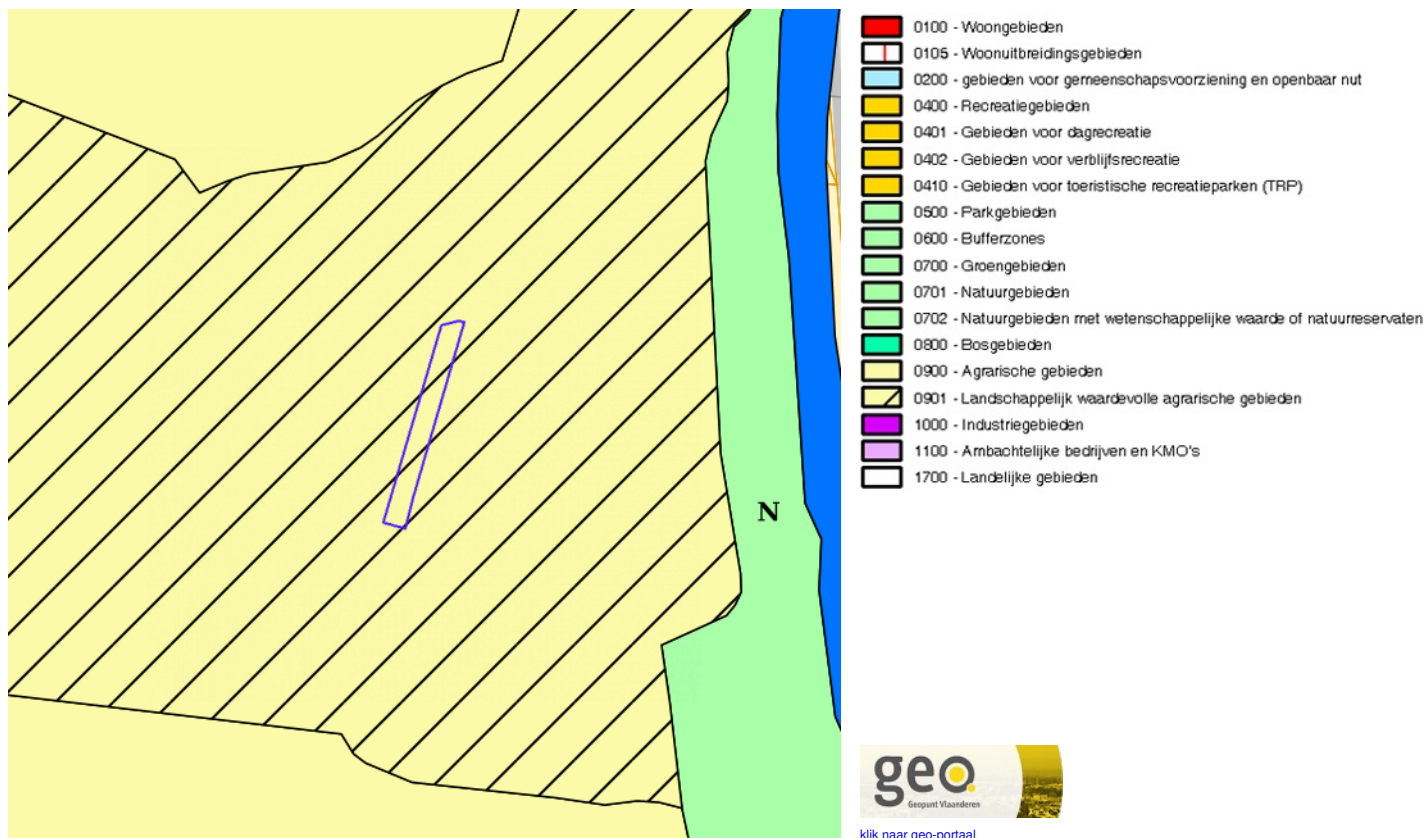 0100 - Woongebieden
0105 - Woonuitbreidingsgebieden
0200 - gebieden voor gemeenschapsvoorziening en openbaar nut
0400 - Recreatiegebieden
0401 - Gebieden voor dagrecreatie
0402 - Gebieden voor verblijfsrecreatie
0410 - Gebieden voor toeristische recreatieparken (TRP)
0500 - Parkgebieden
0600 - Bufferzones
0700 - Groengebieden
0701 - Natuurgebieden
0702 - Natuurgebieden met wetenschappelijke waarde of natuurreservaten
0800 - Bosgebieden
0900 - Agrarische gebieden
0901 - Landschappelijk waardevolle agrarische gebieden
1000 - Industriegebieden
1100 - Ambachtelijke bedrijven en KMO's
1700 - Landelijke gebieden
N
geo
Geopunt Vlaanderen
klik naar geo-portaal